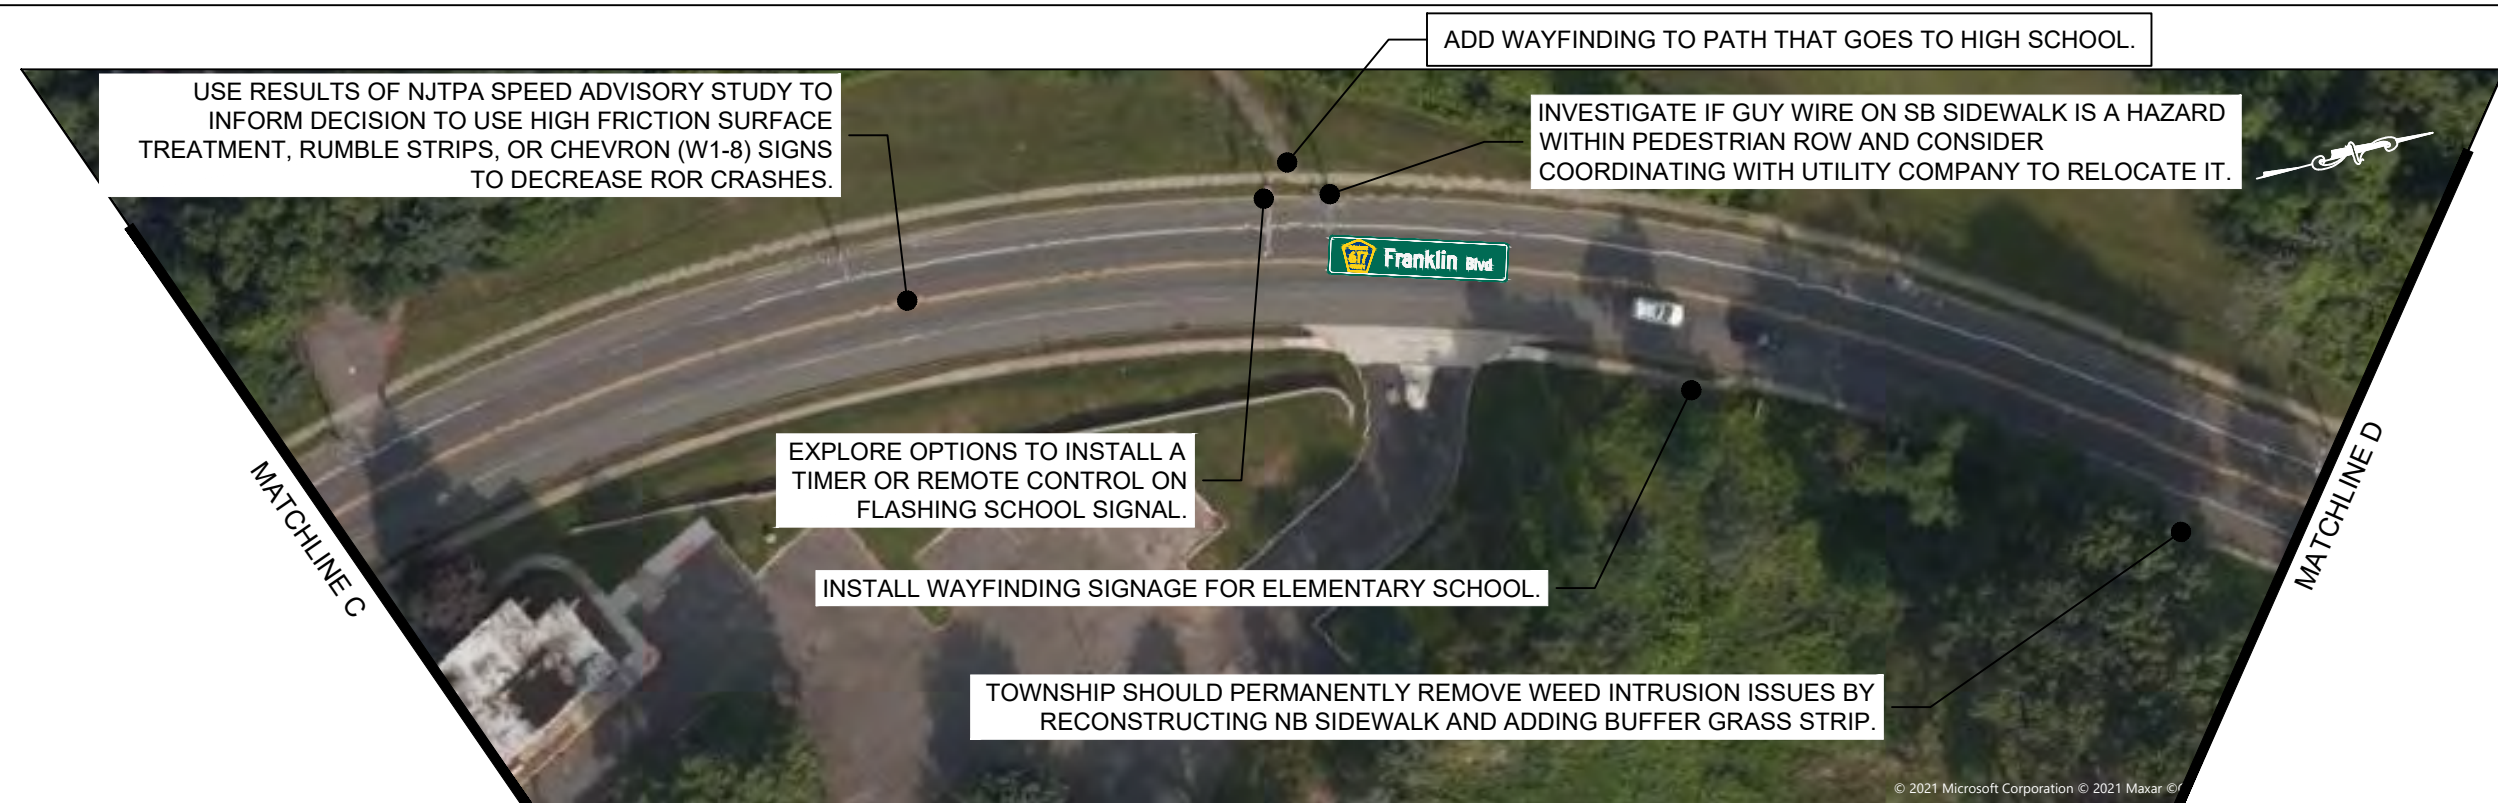 ADD WAYFINDING TO PATH THAT GOES TO HIGH SCHOOL.
USE RESULTS OF NJTPA SPEED ADVISORY STUDY TO
INFORM DECISION TO USE HIGH FRICTION SURFACE
TREATMENT, RUMBLE STRIPS, OR CHEVRON (W1-8) SIGNS
TO DECREASE ROR CRASHES.
INVESTIGATE IF GUY WIRE ON SB SIDEWALK IS A HAZARD
WITHIN PEDESTRIAN ROW AND CONSIDER
COORDINATING WITH UTILITY COMPANY TO RELOCATE IT.
617
Franklin Blvd
EXPLORE OPTIONS TO INSTALL A
TIMER OR REMOTE CONTROL ON
FLASHING SCHOOL SIGNAL.
MATCHLINE C
MATCHLINE D
INSTALL WAYFINDING SIGNAGE FOR ELEMENTARY SCHOOL.
TOWNSHIP SHOULD PERMANENTLY REMOVE WEED INTRUSION ISSUES BY
RECONSTRUCTING NB SIDEWALK AND ADDING BUFFER GRASS STRIP.
© 2021 Microsoft Corporation © 2021 Maxar ©